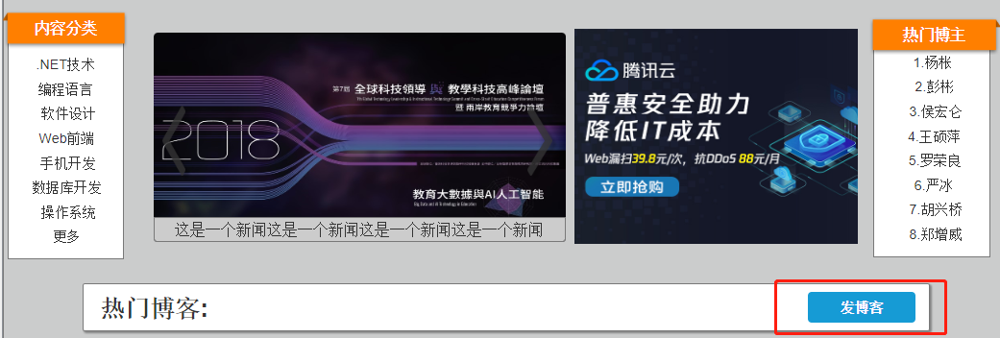 内容分类
.NET技术
编程语言
软件设计
Web前端
手机开发
数据库开发
操作系统
更多
2018
第7屆 全球科技領導 與 教學科技高峰論壇
暨 兩岸教育競爭力論壇
教育大數據與AI人工智能
Big Data and AI Technology in Education
这是一个新闻这是一个新闻这是一个新闻这是一个新闻
腾讯云
普惠安全助力
降低IT成本
Web漏扫39.8元/次，抗DDoS 88元/月
立即抢购
热门博主
1.杨枨
2.彭彬
3.侯宏仑
4.王硕萍
5.罗荣良
6.严冰
7.胡兴桥
8.郑增威
热门博客:
发博客